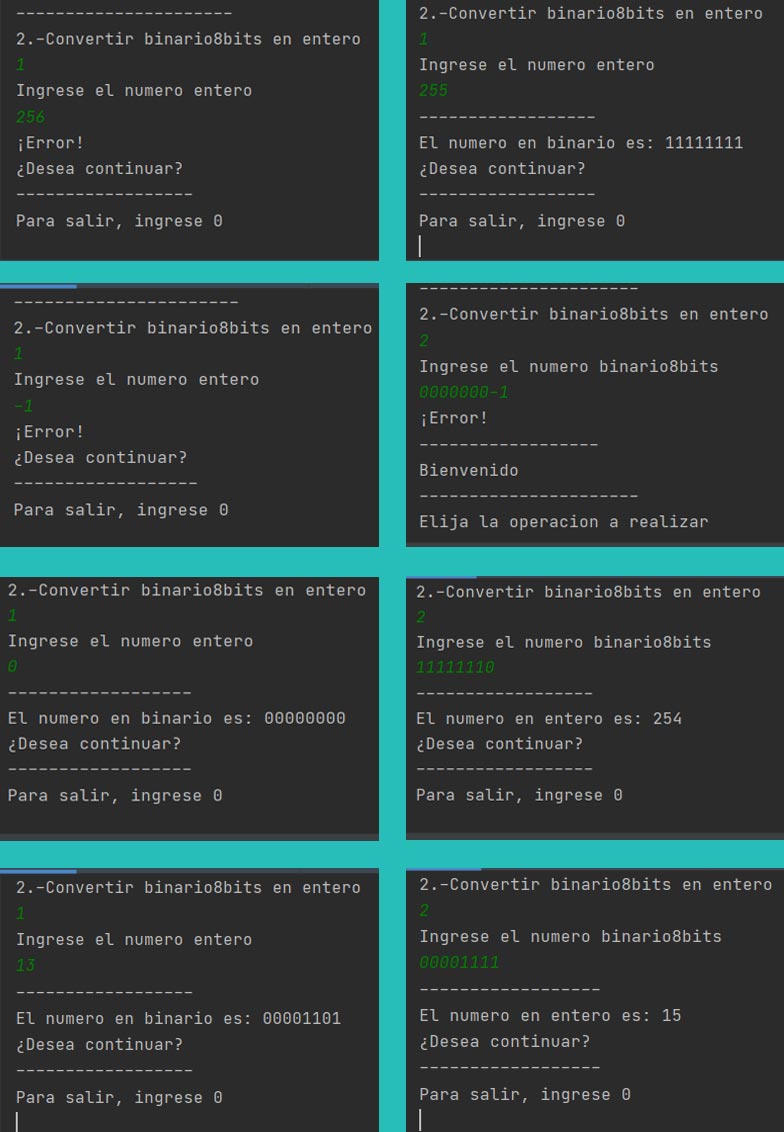 ----------------------
2.-Convertir binario8bits en entero
1
Ingrese el numero entero
256
¡Error!
¿Desea continuar?
------------------
Para salir, ingrese 0
2.-Convertir binario8bits en entero
1
Ingrese el numero entero
255
------------------
El numero en binario es: 11111111
¿Desea continuar?
------------------
Para salir, ingrese 0
----------------------
2.-Convertir binario8bits en entero
1
Ingrese el numero entero
-1
¡Error!
¿Desea continuar?
------------------
Para salir, ingrese 0
----------------------
2.-Convertir binario8bits en entero
2
Ingrese el numero binario8bits
0000000-1
¡Error!
------------------
Bienvenido
----------------------
Elija la operacion a realizar
2.-Convertir binario8bits en entero
1
Ingrese el numero entero
0
------------------
El numero en binario es: 00000000
¿Desea continuar?
------------------
Para salir, ingrese 0
2.-Convertir binario8bits en entero
2
Ingrese el numero binario8bits
11111110
------------------
El numero en entero es: 254
¿Desea continuar?
------------------
Para salir, ingrese 0
2.-Convertir binario8bits en entero
1
Ingrese el numero entero
13
------------------
El numero en binario es: 00001101
¿Desea continuar?
------------------
Para salir, ingrese 0
2.-Convertir binario8bits en entero
2
Ingrese el numero binario8bits
00001111
------------------
El numero en entero es: 15
¿Desea continuar?
------------------
Para salir, ingrese 0